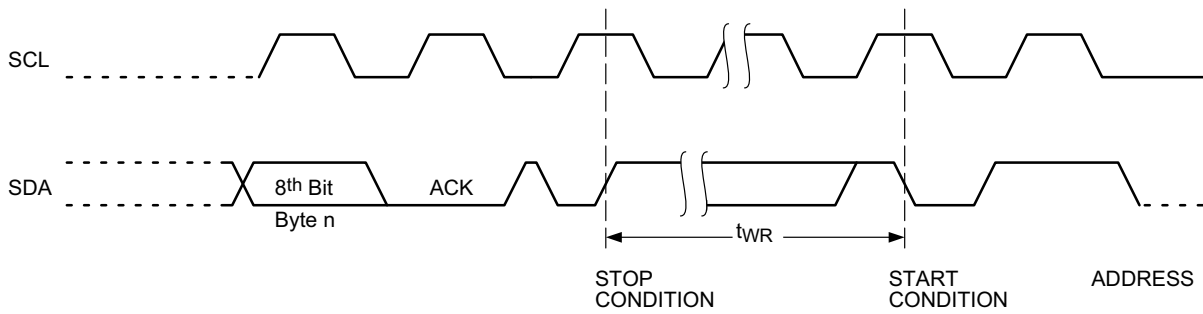 SCL
SDA
8th Bit
Byte n
ACK
tWR
STOP
CONDITION
START
CONDITION
ADDRESS